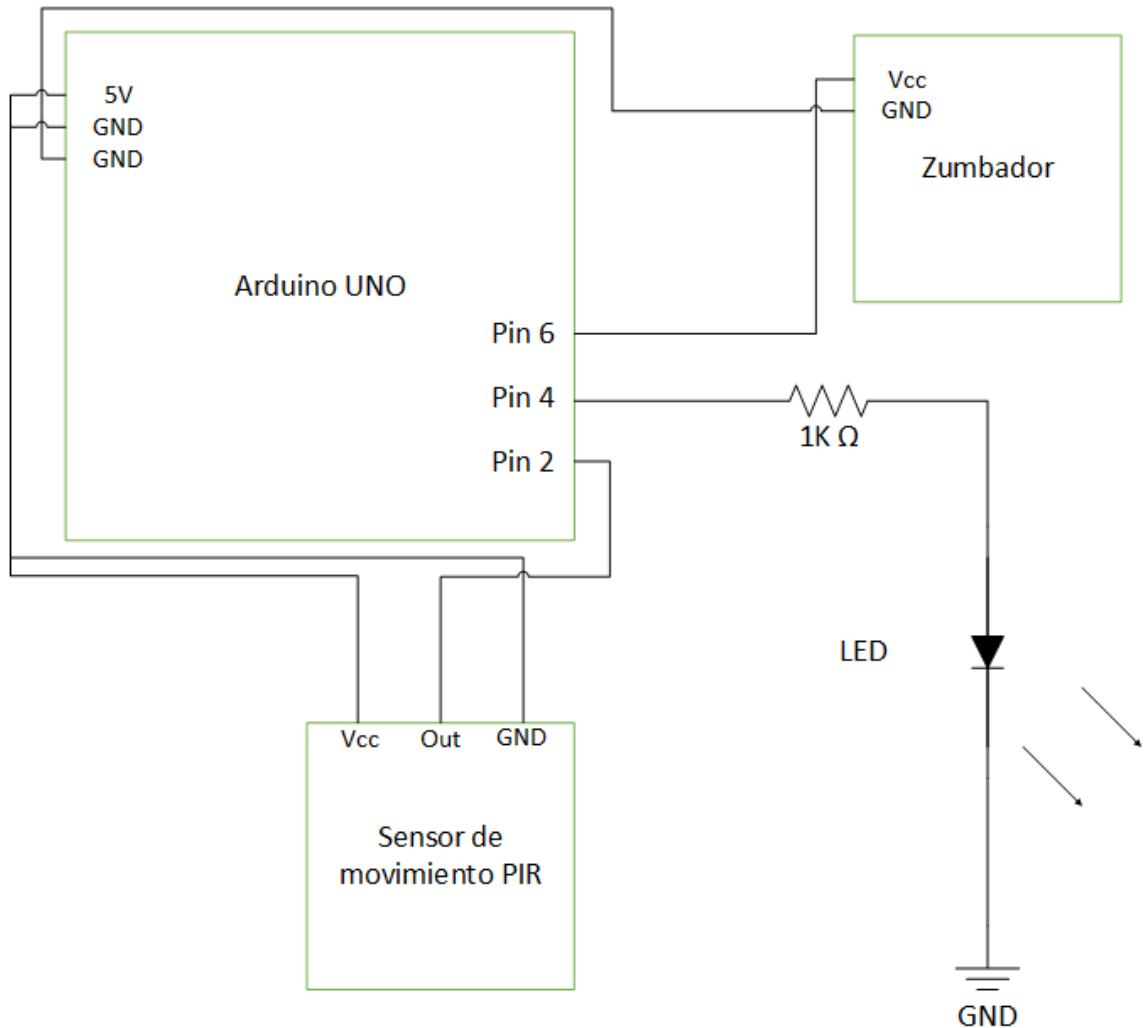 5V
GND
GND
Arduino UNO
Pin 6
Pin 4
Pin 2
Vcc
GND
Zumbador
1K Ω
LED
GND
Vcc Out GND
Sensor de
movimiento PIR